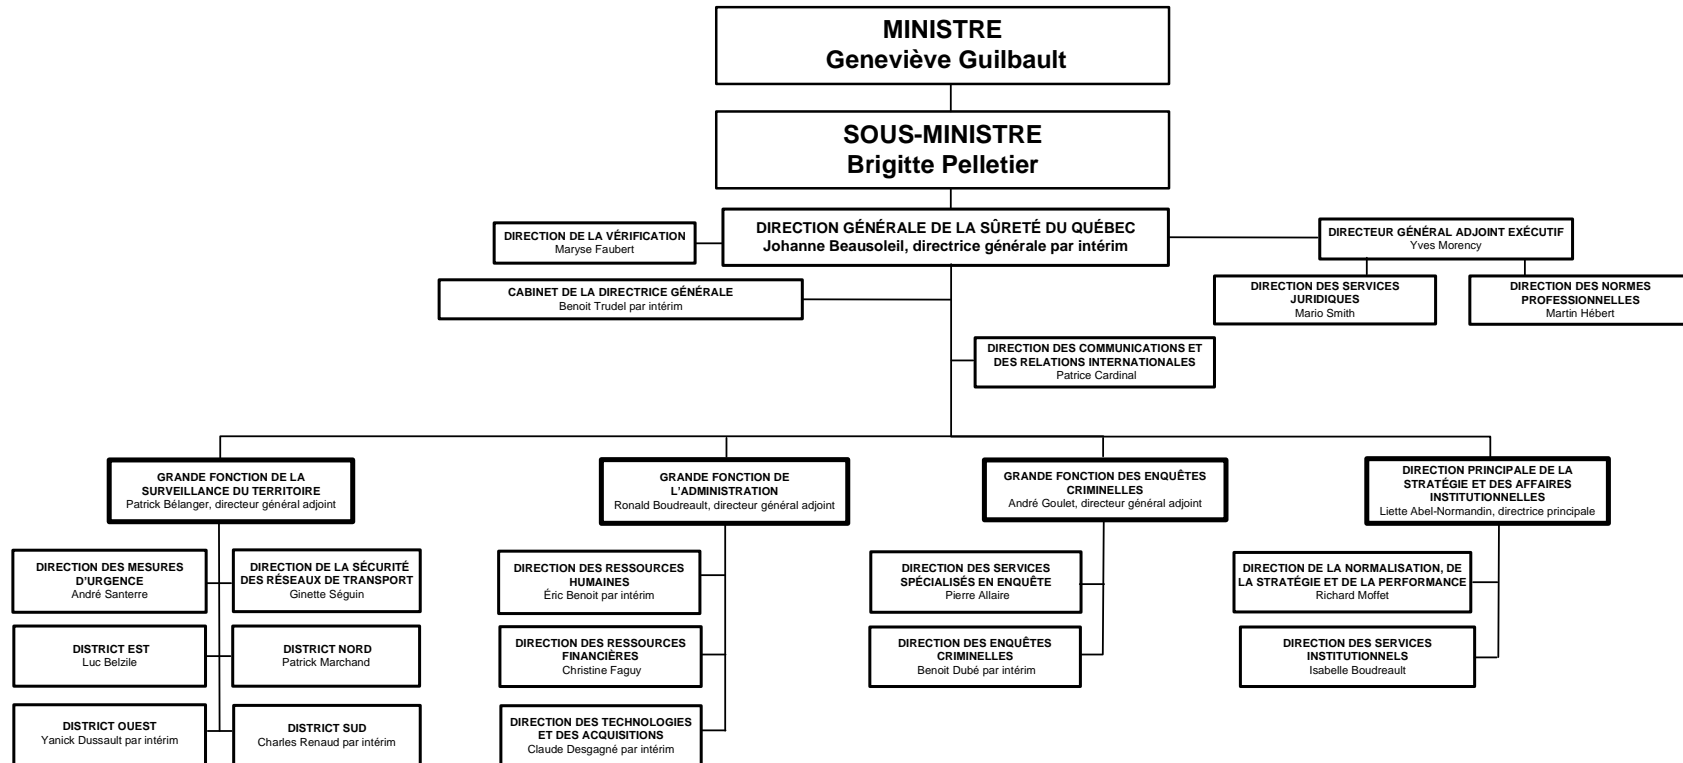 MINISTRE
Geneviève Guilbault
SOUS-MINISTRE
Brigitte Pelletier
DIRECTION DE LA VÉRIFICATION
Maryse Faubert
DIRECTION GÉNÉRALE DE LA SÛRETÉ DU QUÉBEC
Johanne Beausoleil, directrice générale par intérim
DIRECTEUR GÉNÉRAL ADJOINT EXÉCUTIF
Yves Morency
CABINET DE LA DIRECTRICE GÉNÉRALE
Benoit Trudel par intérim
DIRECTION DES SERVICES
JURIDIQUES
Mario Smith
DIRECTION DES NORMES
PROFESSIONNELLES
Martin Hébert
DIRECTION DES COMMUNICATIONS ET
DES RELATIONS INTERNATIONALES
Patrice Cardinal
GRANDE FONCTION DE LA
SURVEILLANCE DU TERRITOIRE
Patrick Bélanger, directeur général adjoint
GRANDE FONCTION DE
L'ADMINISTRATION
Ronald Boudreault, directeur général adjoint
GRANDE FONCTION DES ENQUÊTES
CRIMINELLES
André Goulet, directeur général adjoint
DIRECTION PRINCIPALE DE LA
STRATÉGIE ET DES AFFAIRES
INSTITUTIONNELLES
Liette Abel-Normandin, directrice principale
DIRECTION DES MESURES
D'URGENCE
André Santerre
DIRECTION DE LA SÉCURITÉ
DES RÉSEAUX DE TRANSPORT
Ginette Séguin
DISTRICT EST
Luc Belzile
DISTRICT NORD
Patrick Marchand
DISTRICT OUEST
Yanick Dussault par intérim
DISTRICT SUD
Charles Renaud par intérim
DIRECTION DES RESSOURCES
HUMAINES
Éric Benoit par intérim
DIRECTION DES RESSOURCES
FINANCIÈRES
Christine Faguy
DIRECTION DES TECHNOLOGIES
ET DES ACQUISITIONS
Claude Desgagné par intérim
DIRECTION DES SERVICES
SPÉCIALISÉS EN ENQUÊTE
Pierre Allaire
DIRECTION DES ENQUÊTES
CRIMINELLES
Benoit Dubé par intérim
DIRECTION DE LA NORMALISATION, DE
LA STRATÉGIE ET DE LA PERFORMANCE
Richard Moffet
DIRECTION DES SERVICES
INSTITUTIONNELS
Isabelle Boudreault